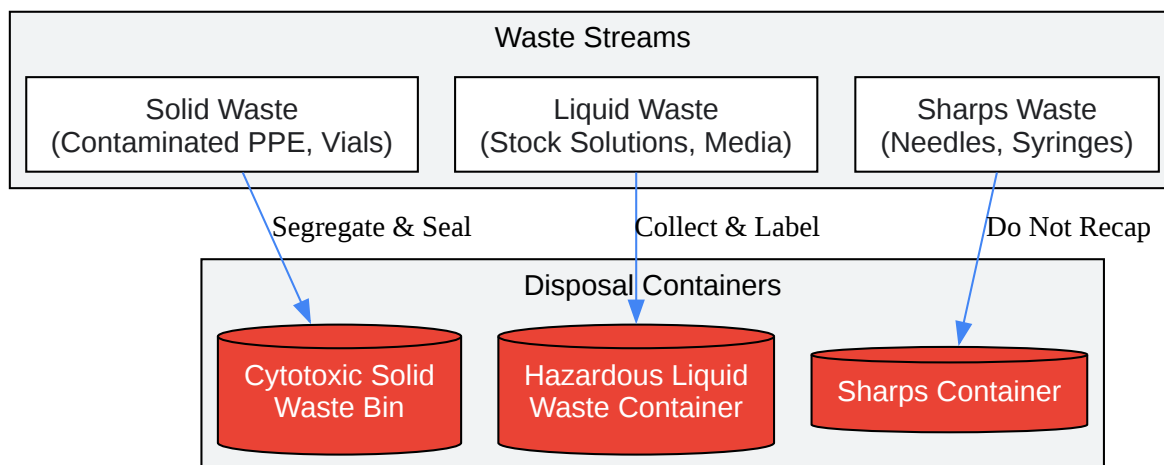 Waste Streams
Solid Waste
(Contaminated PPE, Vials)
Liquid Waste
(Stock Solutions, Media)
Sharps Waste
(Needles, Syringes)
Segregate & Seal
Collect & Label
Do Not Recap
Disposal Containers
Cytotoxic Solid
Waste Bin
Hazardous Liquid
Waste Container
Sharps Container